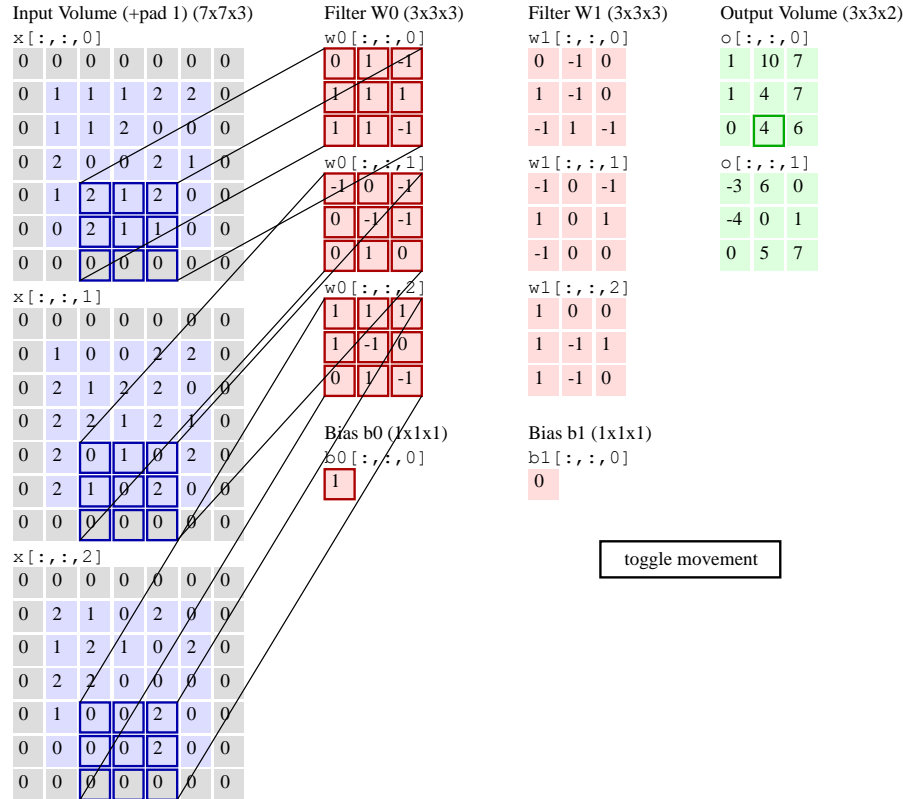 Input Volume (+pad 1) (7x7x3)
x[:,:,0]
0 0 0 0 0 0 0
0 1 1 1 2 2 0
0 1 1 2 0 0 0
0 2 0 0 2 1 0
0 1 2 1 2 0 0
0 0 2 1 1 0 0
0 0 0 0 0 0 0
x[:,:,1]
0 0 0 0 0 0 0
0 1 0 0 2 2 0
0 2 1 2 2 0 0
0 2 2 1 2 1 0
0 2 0 1 0 2 0
0 2 1 0 2 0 0
0 0 0 0 0 0 0
x[:,:,2]
0 0 0 0 0 0 0
0 2 1 0 2 0 0
0 1 2 1 0 2 0
0 2 2 0 0 0 0
0 1 0 0 2 0 0
0 0 0 0 2 0 0
0 0 0 0 0 0 0
Filter W0 (3x3x3)
w0[:,:,0]
0 1 -1
1 1 1
1 1 -1
w0[:,:,1]
-1 0 -1
0 -1 -1
0 1 0
w0[:,:,2]
1 1 1
1 -1 0
0 1 -1
Bias b0 (1x1x1)
b0[:,:,0]
1
Filter W1 (3x3x3)
w1[:,:,0]
0 -1 0
1 -1 0
-1 1 -1
w1[:,:,1]
-1 0 -1
1 0 1
-1 0 0
w1[:,:,2]
1 0 0
1 -1 1
1 -1 0
Bias b1 (1x1x1)
b1[:,:,0]
0
Output Volume (3x3x2)
o[:,:,0]
1 10 7
1 4 7
0 4 6
o[:,:,1]
-3 6 0
-4 0 1
0 5 7
toggle movement